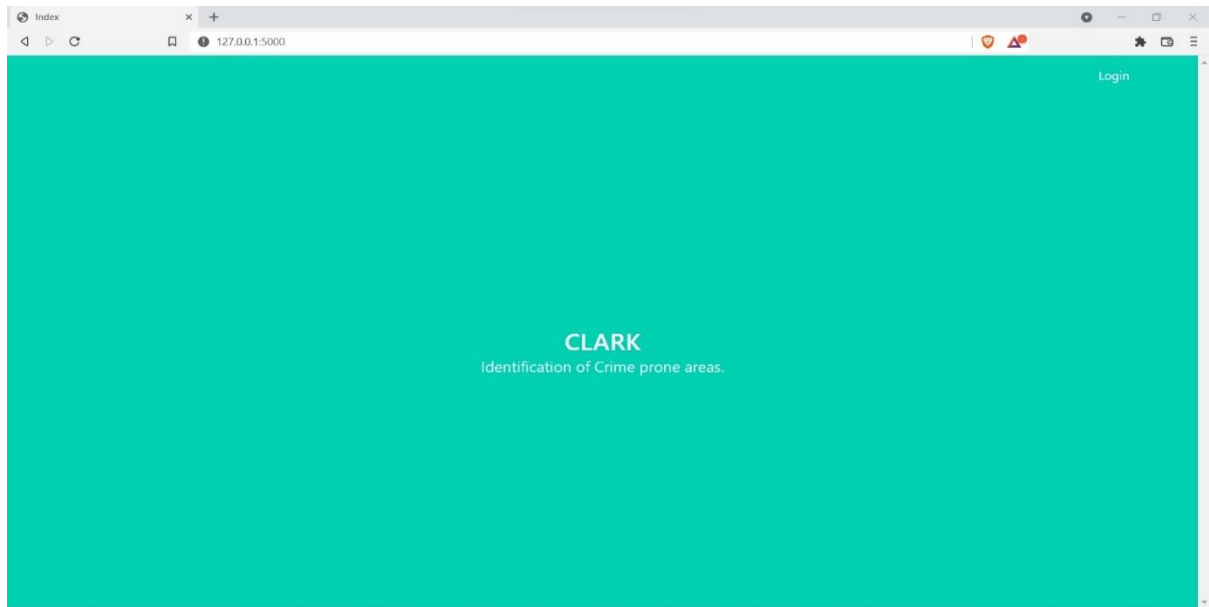 Index
127.0.0.1:5000
Login
CLARK
Identification of Crime prone areas.